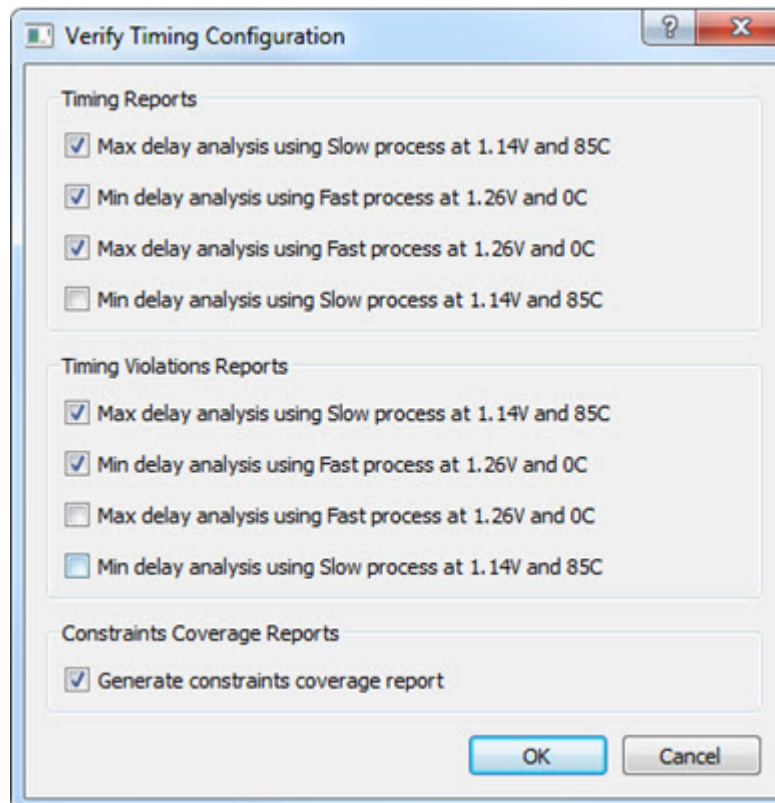 Verify Timing Configuration
Timing Reports
Max delay analysis using Slow process at 1.14V and 85C
Min delay analysis using Fast process at 1.26V and 0C
Max delay analysis using Fast process at 1.26V and 0C
Min delay analysis using Slow process at 1.14V and 85C
Timing Violations Reports
Max delay analysis using Slow process at 1.14V and 85C
Min delay analysis using Fast process at 1.26V and 0C
Max delay analysis using Fast process at 1.26V and 0C
Min delay analysis using Slow process at 1.14V and 85C
Constraints Coverage Reports
Generate constraints coverage report
OK Cancel